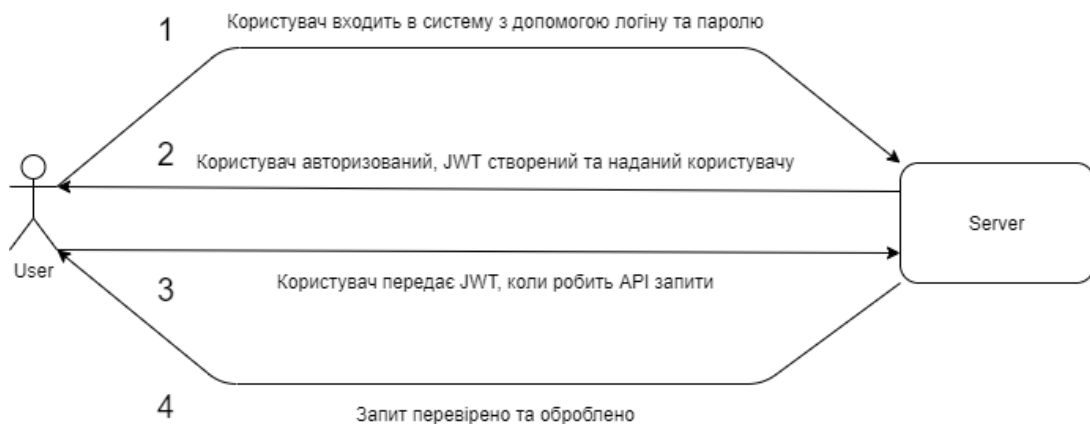 1
Користувач входить в систему з допомогою логіну та паролю
2
Користувач авторизований, JWT створений та наданий користувачу
Server
User
3
Користувач передає JWT, коли робить API запити
4
Запит перевірено та оброблено